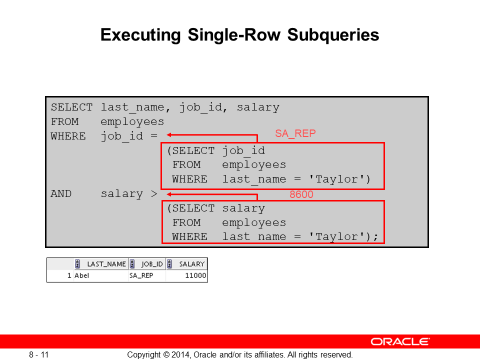 Executing Single-Row Subqueries
SELECT last_name, job_id, salary
FROM employees
WHERE job_id =
SA_REP
(SELECT job_id
FROM employees
WHERE last_name = 'Taylor')
AND salary >
8600
(SELECT salary
FROM employees
WHERE last_name = 'Taylor');
LAST_NAME JOB_ID SALARY
1 Abel SA_REP 11000
ORACLE
8 - 11 Copyright © 2014, Oracle and/or its affiliates. All rights reserved.